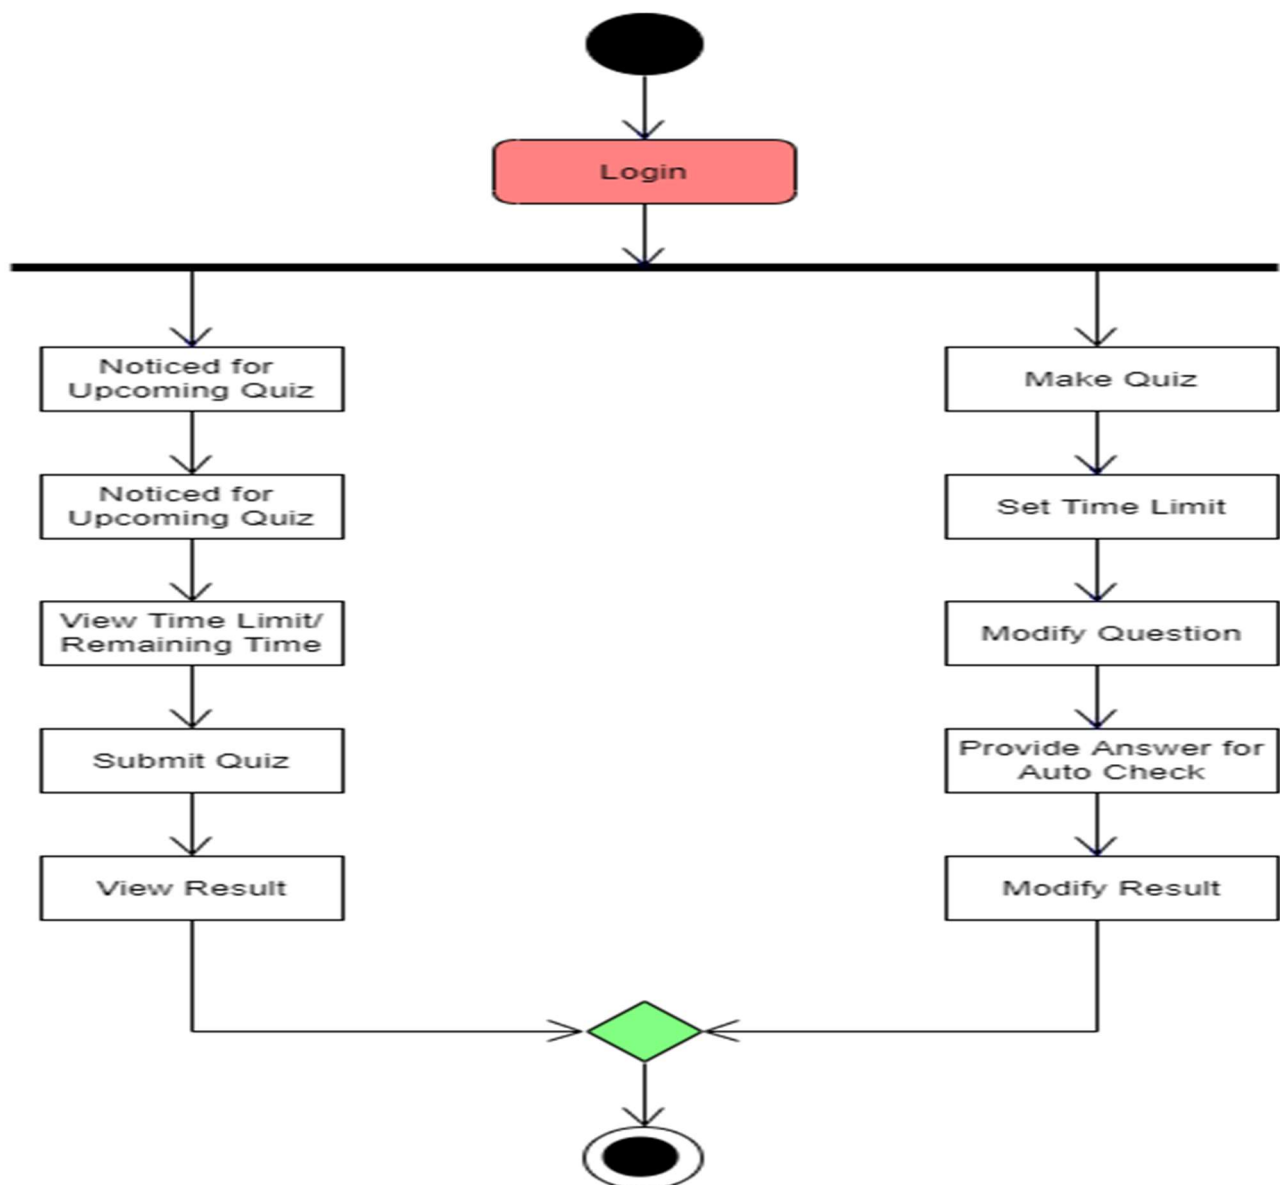 Login
Noticed for
Upcoming Quiz
Noticed for
Upcoming Quiz
View Time Limit/
Remaining Time
Submit Quiz
View Result
Make Quiz
Set Time Limit
Modify Question
Provide Answer for
Auto Check
Modify Result